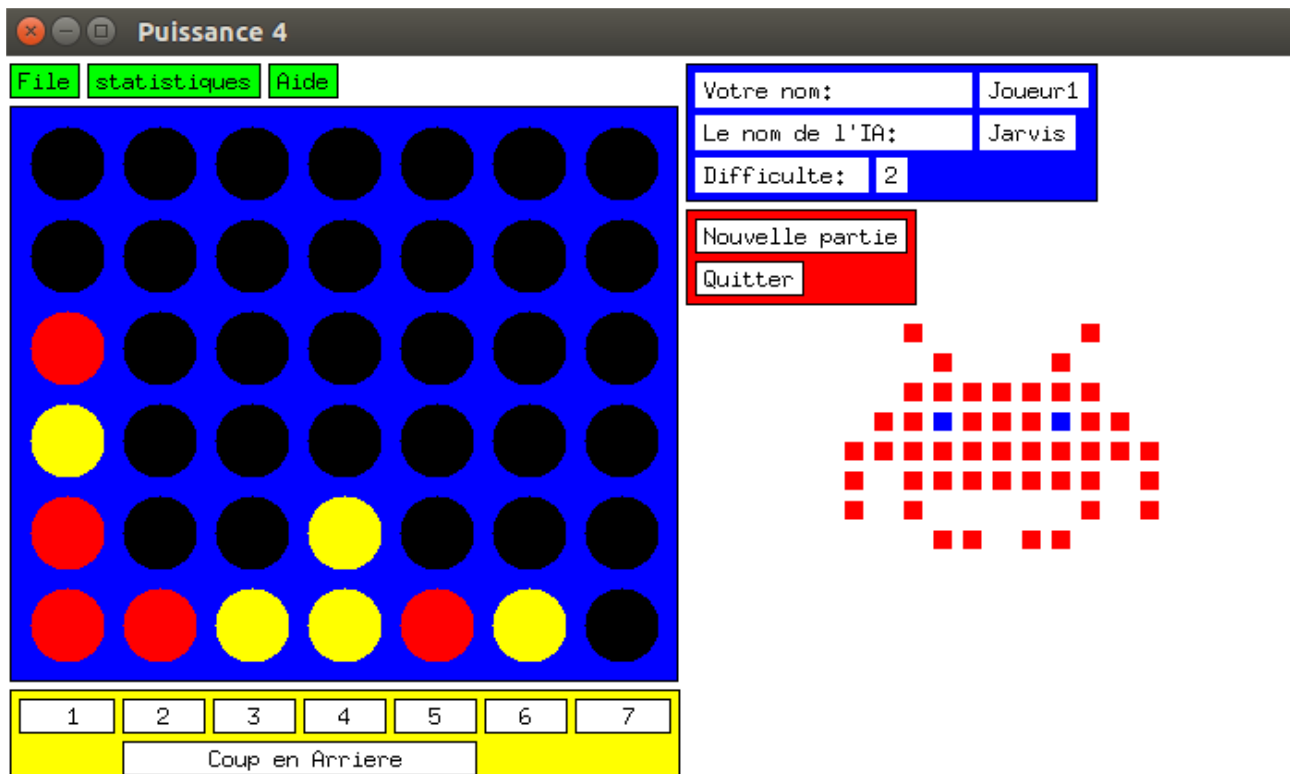 Puissance 4
File statistiques Aide
Votre nom: Joueur1
Le nom de l'IA: Jarvis
Difficulte: 2
Nouvelle partie
Quitter
1 2 3 4 5 6 7
Coup en Arriere